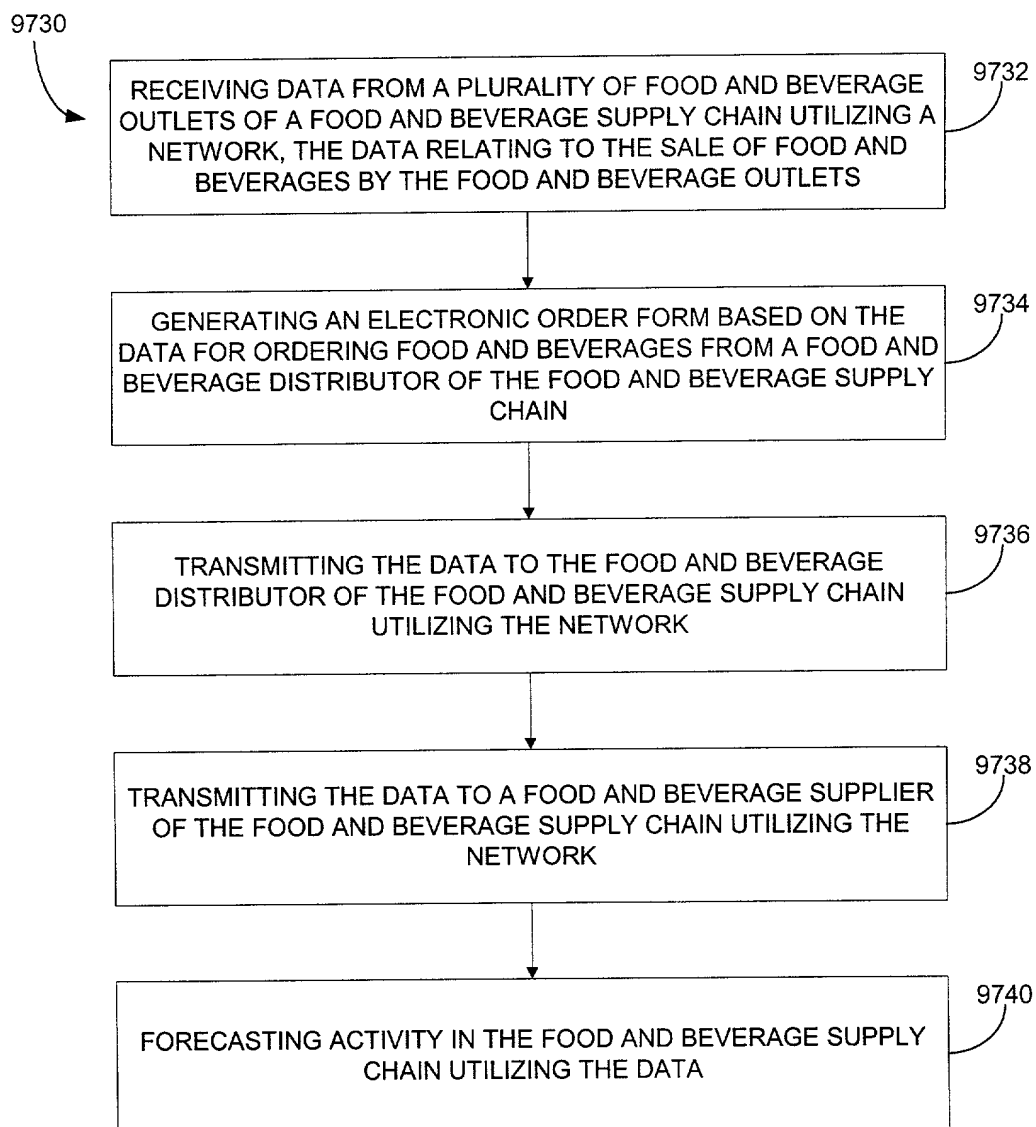 9730
9732
RECEIVING DATA FROM A PLURALITY OF FOOD AND BEVERAGE
OUTLETS OF A FOOD AND BEVERAGE SUPPLY CHAIN UTILIZING A
NETWORK, THE DATA RELATING TO THE SALE OF FOOD AND
BEVERAGES BY THE FOOD AND BEVERAGE OUTLETS
9734
GENERATING AN ELECTRONIC ORDER FORM BASED ON THE
DATA FOR ORDERING FOOD AND BEVERAGES FROM A FOOD AND
BEVERAGE DISTRIBUTOR OF THE FOOD AND BEVERAGE SUPPLY
CHAIN
9736
TRANSMITTING THE DATA TO THE FOOD AND BEVERAGE
DISTRIBUTOR OF THE FOOD AND BEVERAGE SUPPLY CHAIN
UTILIZING THE NETWORK
9738
TRANSMITTING THE DATA TO A FOOD AND BEVERAGE SUPPLIER
OF THE FOOD AND BEVERAGE SUPPLY CHAIN UTILIZING THE
NETWORK
9740
FORECASTING ACTIVITY IN THE FOOD AND BEVERAGE SUPPLY
CHAIN UTILIZING THE DATA